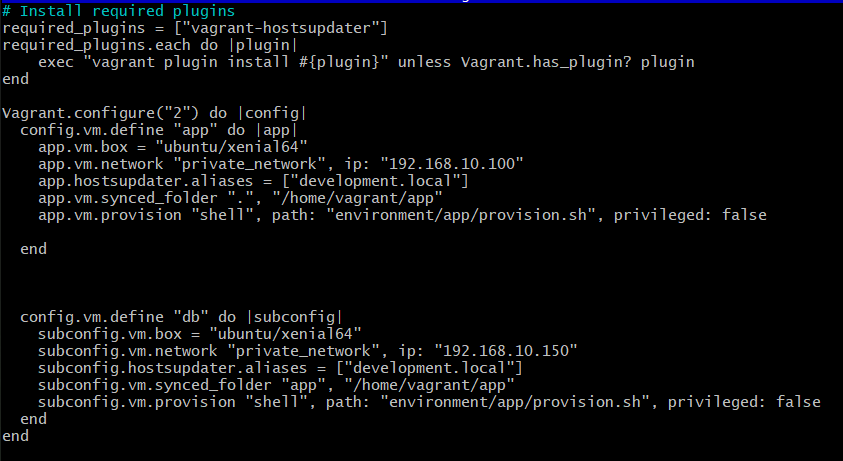 # Install required plugins
required_plugins = ["vagrant-hostsupdater"]
required_plugins.each do |plugin|
    exec "vagrant plugin install #{plugin}" unless Vagrant.has_plugin? plugin
end

Vagrant.configure("2") do |config|
  config.vm.define "app" do |app|
    app.vm.box = "ubuntu/xenial64"
    app.vm.network "private_network", ip: "192.168.10.100"
    app.hostsupdater.aliases = ["development.local"]
    app.vm.synced_folder ".", "/home/vagrant/app"
    app.vm.provision "shell", path: "environment/app/provision.sh", privileged: false

  end

  config.vm.define "db" do |subconfig|
    subconfig.vm.box = "ubuntu/xenial64"
    subconfig.vm.network "private_network", ip: "192.168.10.150"
    subconfig.hostsupdater.aliases = ["development.local"]
    subconfig.vm.synced_folder "app", "/home/vagrant/app"
    subconfig.vm.provision "shell", path: "environment/app/provision.sh", privileged: false
  end
end